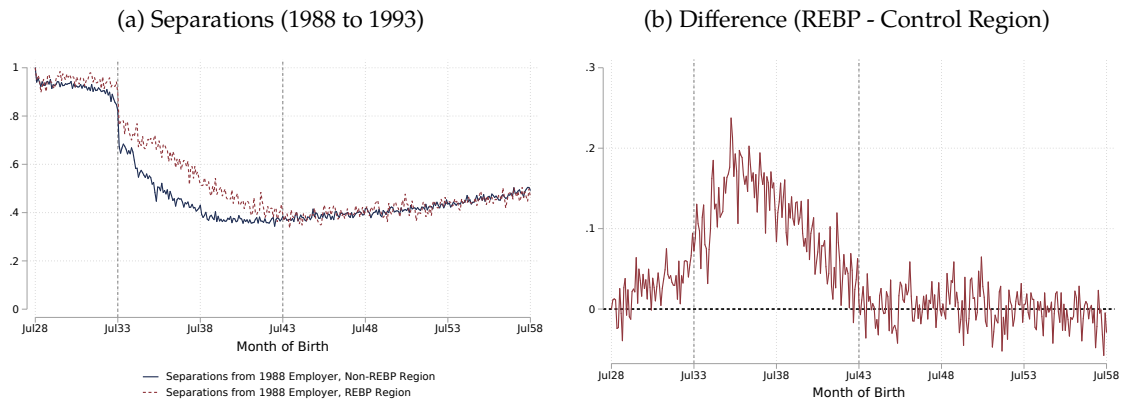 (a) Separations (1988 to 1993)
1
.8
.6
.4
.2
0
Jul28
Jul33
Jul38
Jul43
Jul48
Jul53
Jul58
Month of Birth
Separations from 1988 Employer, Non-REBP Region
Separations from 1988 Employer, REBP Region
(b) Difference (REBP - Control Region)
.3
.2
.1
0
Jul28
Jul33
Jul38
Jul43
Jul48
Jul53
Jul58
Month of Birth